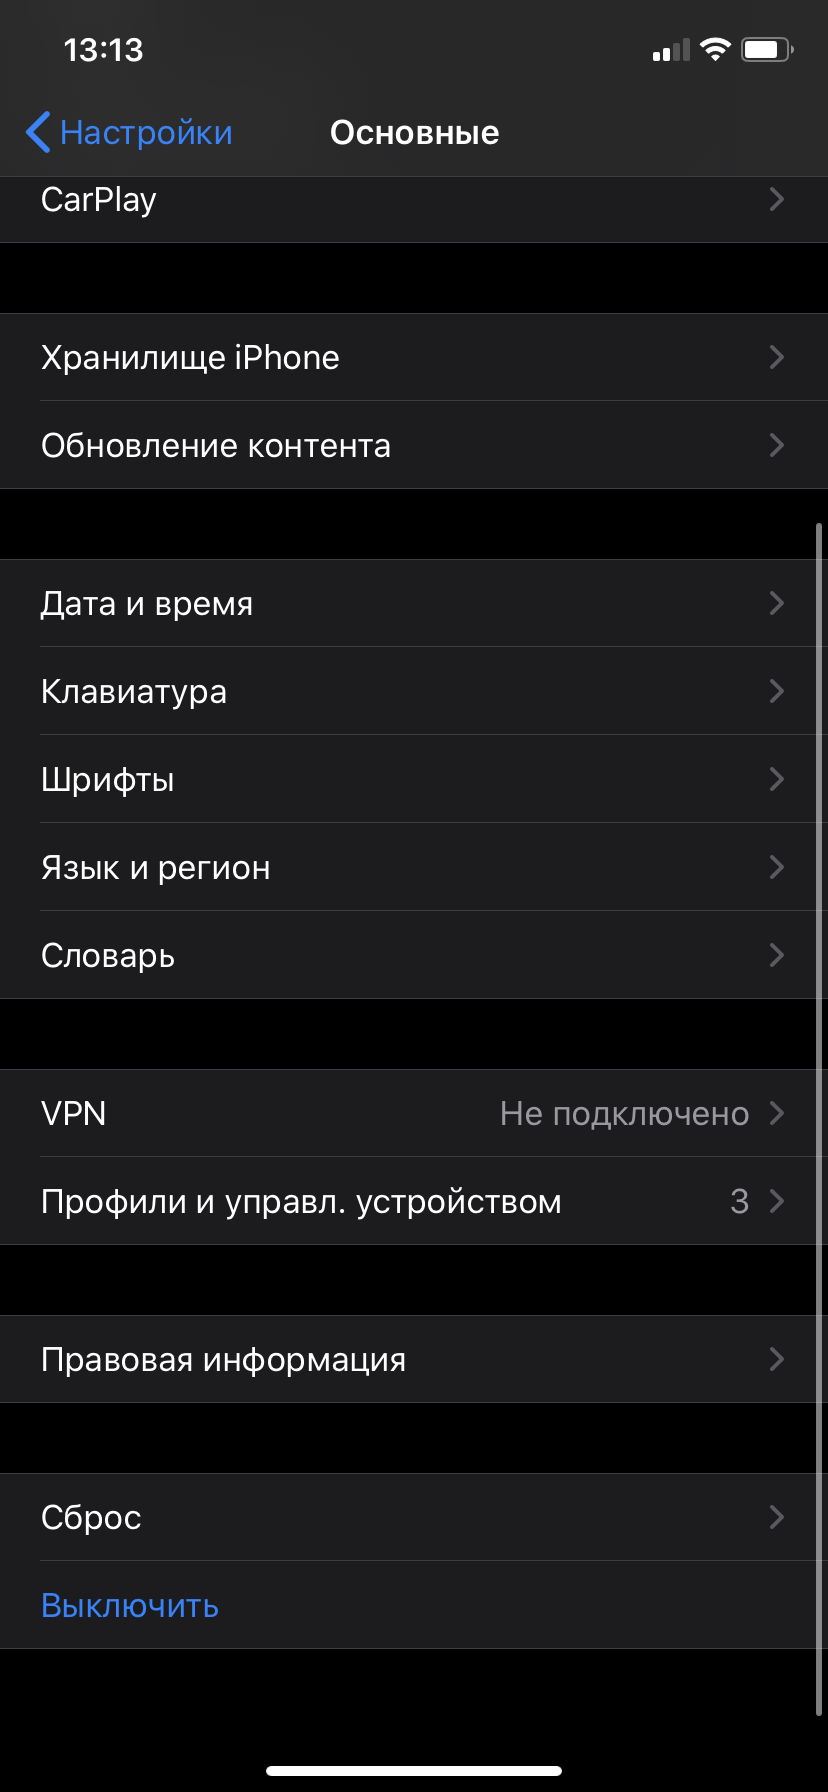 13:13
Настройки
Основные
CarPlay
Хранилище iPhone
Обновление контента
Дата и время
Клавиатура
Шрифты
Язык и регион
Словарь
VPN Не подключено
Профили и управл. устройством 3
Правовая информация
Сброс
Выключить